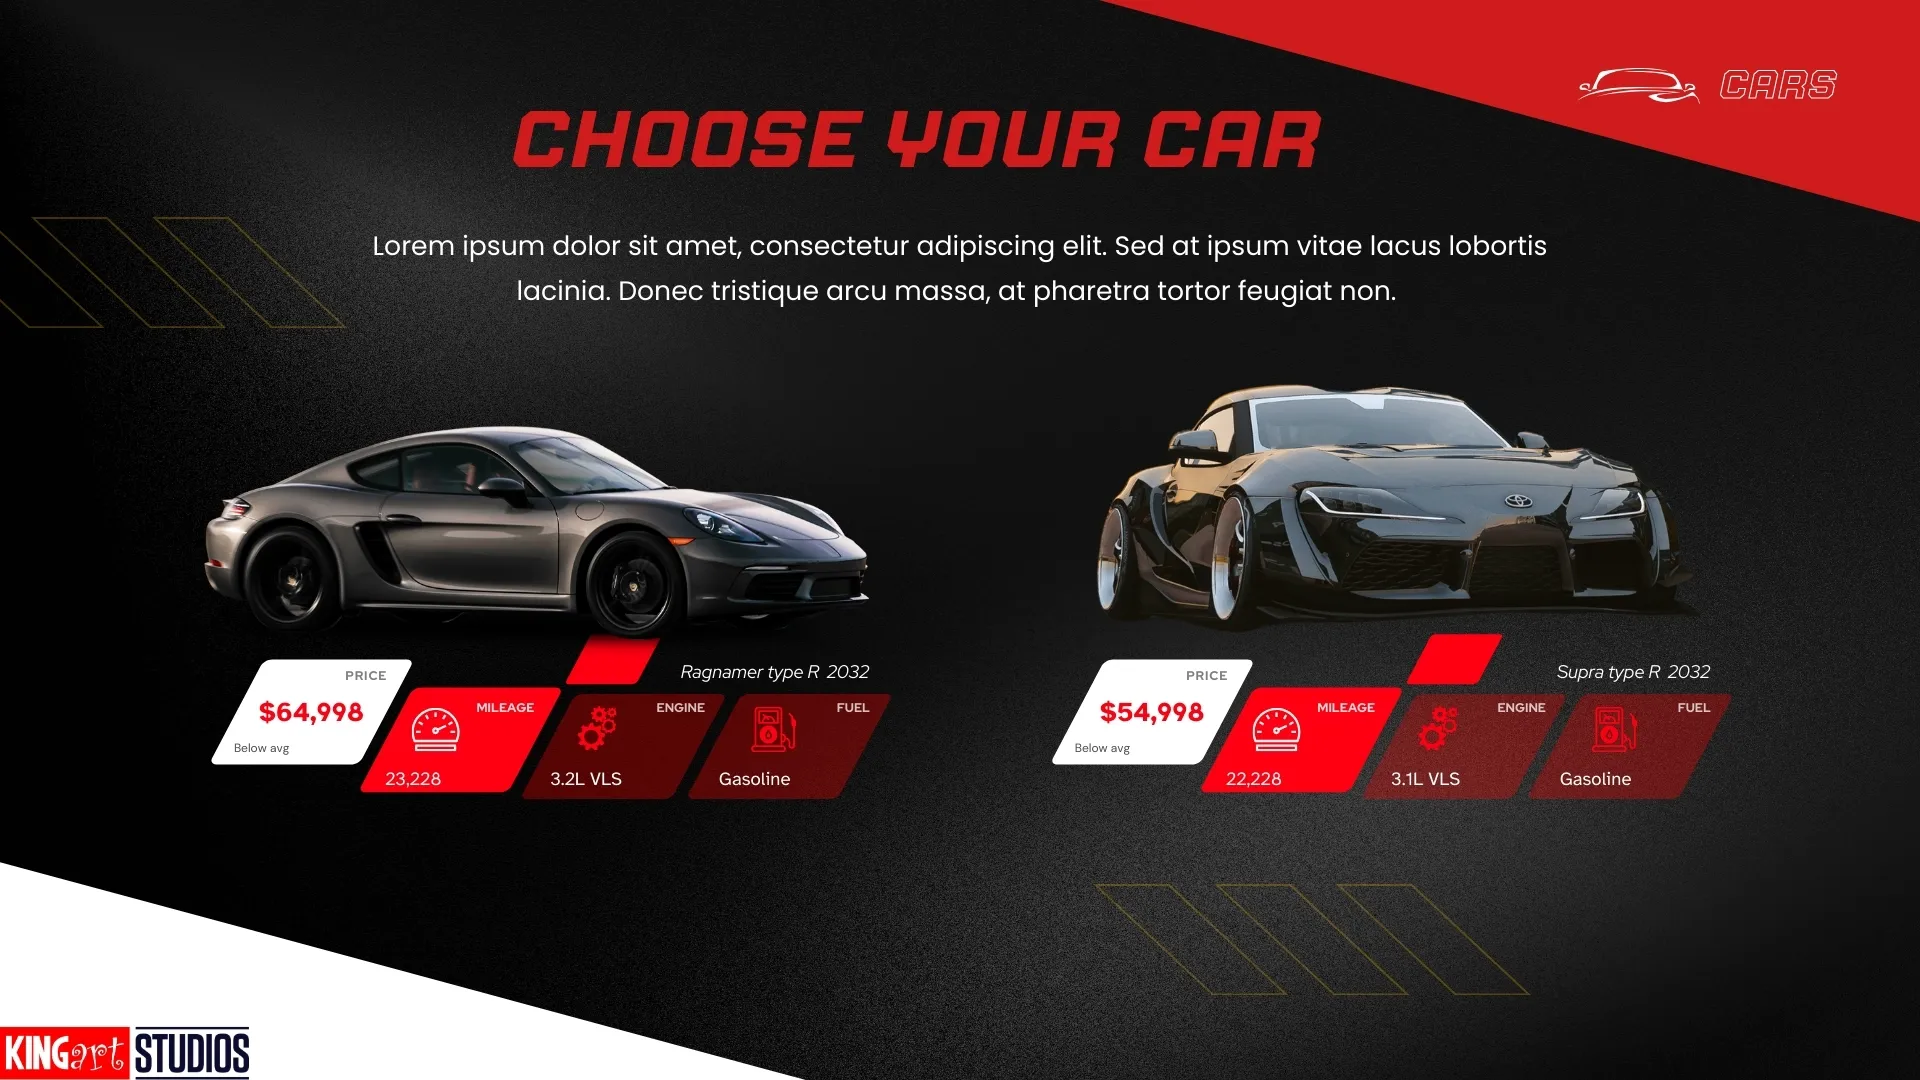 CARS
CHOOSE YOUR CAR
Lorem ipsum dolor sit amet, consectetur adipiscing elit. Sed at ipsum vitae lacus lobortis
lacinia. Donec tristique arcu massa, at pharetra tortor feugiat non.
Ragnamer type R 2032
PRICE
$64,998
Below avg
MILEAGE
23,228
ENGINE
3.2L VLS
FUEL
Gasoline
Supra type R 2032
PRICE
$54,998
Below avg
MILEAGE
22,228
ENGINE
3.1L VLS
FUEL
Gasoline
KINGart STUDIOS